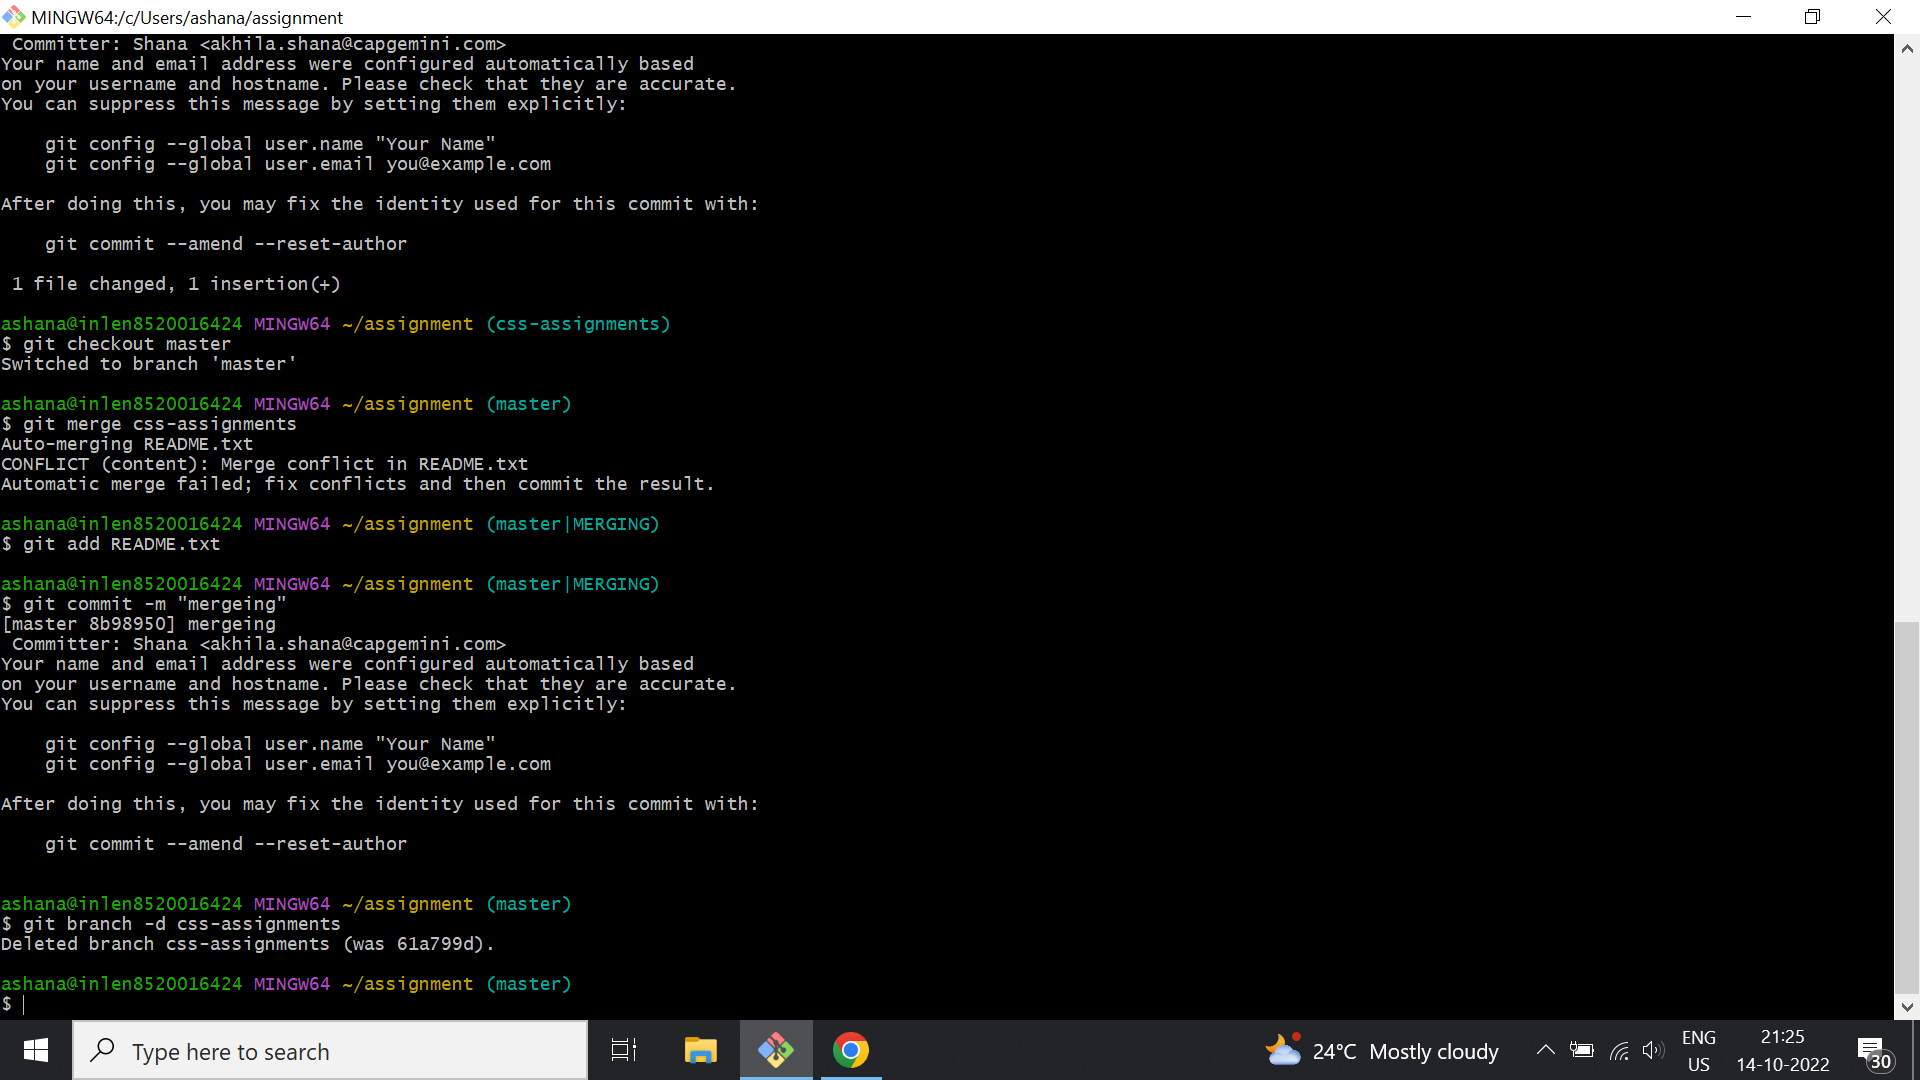 MINGW64:/c/Users/ashana/assignment
 Committer: Shana <akhila.shana@capgemini.com>
Your name and email address were configured automatically based
on your username and hostname. Please check that they are accurate.
You can suppress this message by setting them explicitly:
    git config --global user.name "Your Name"
    git config --global user.email you@example.com
After doing this, you may fix the identity used for this commit with:
    git commit --amend --reset-author
 1 file changed, 1 insertion(+)
ashana@inlen8520016424 MINGW64 ~/assignment (css-assignments)
$ git checkout master
Switched to branch 'master'
ashana@inlen8520016424 MINGW64 ~/assignment (master)
$ git merge css-assignments
Auto-merging README.txt
CONFLICT (content): Merge conflict in README.txt
Automatic merge failed; fix conflicts and then commit the result.
ashana@inlen8520016424 MINGW64 ~/assignment (master|MERGING)
$ git add README.txt
ashana@inlen8520016424 MINGW64 ~/assignment (master|MERGING)
$ git commit -m "mergeing"
[master 8b98950] mergeing
 Committer: Shana <akhila.shana@capgemini.com>
Your name and email address were configured automatically based
on your username and hostname. Please check that they are accurate.
You can suppress this message by setting them explicitly:
    git config --global user.name "Your Name"
    git config --global user.email you@example.com
After doing this, you may fix the identity used for this commit with:
    git commit --amend --reset-author
ashana@inlen8520016424 MINGW64 ~/assignment (master)
$ git branch -d css-assignments
Deleted branch css-assignments (was 61a799d).
ashana@inlen8520016424 MINGW64 ~/assignment (master)
$
Type here to search
24°C Mostly cloudy
ENG
US
21:25
14-10-2022
30